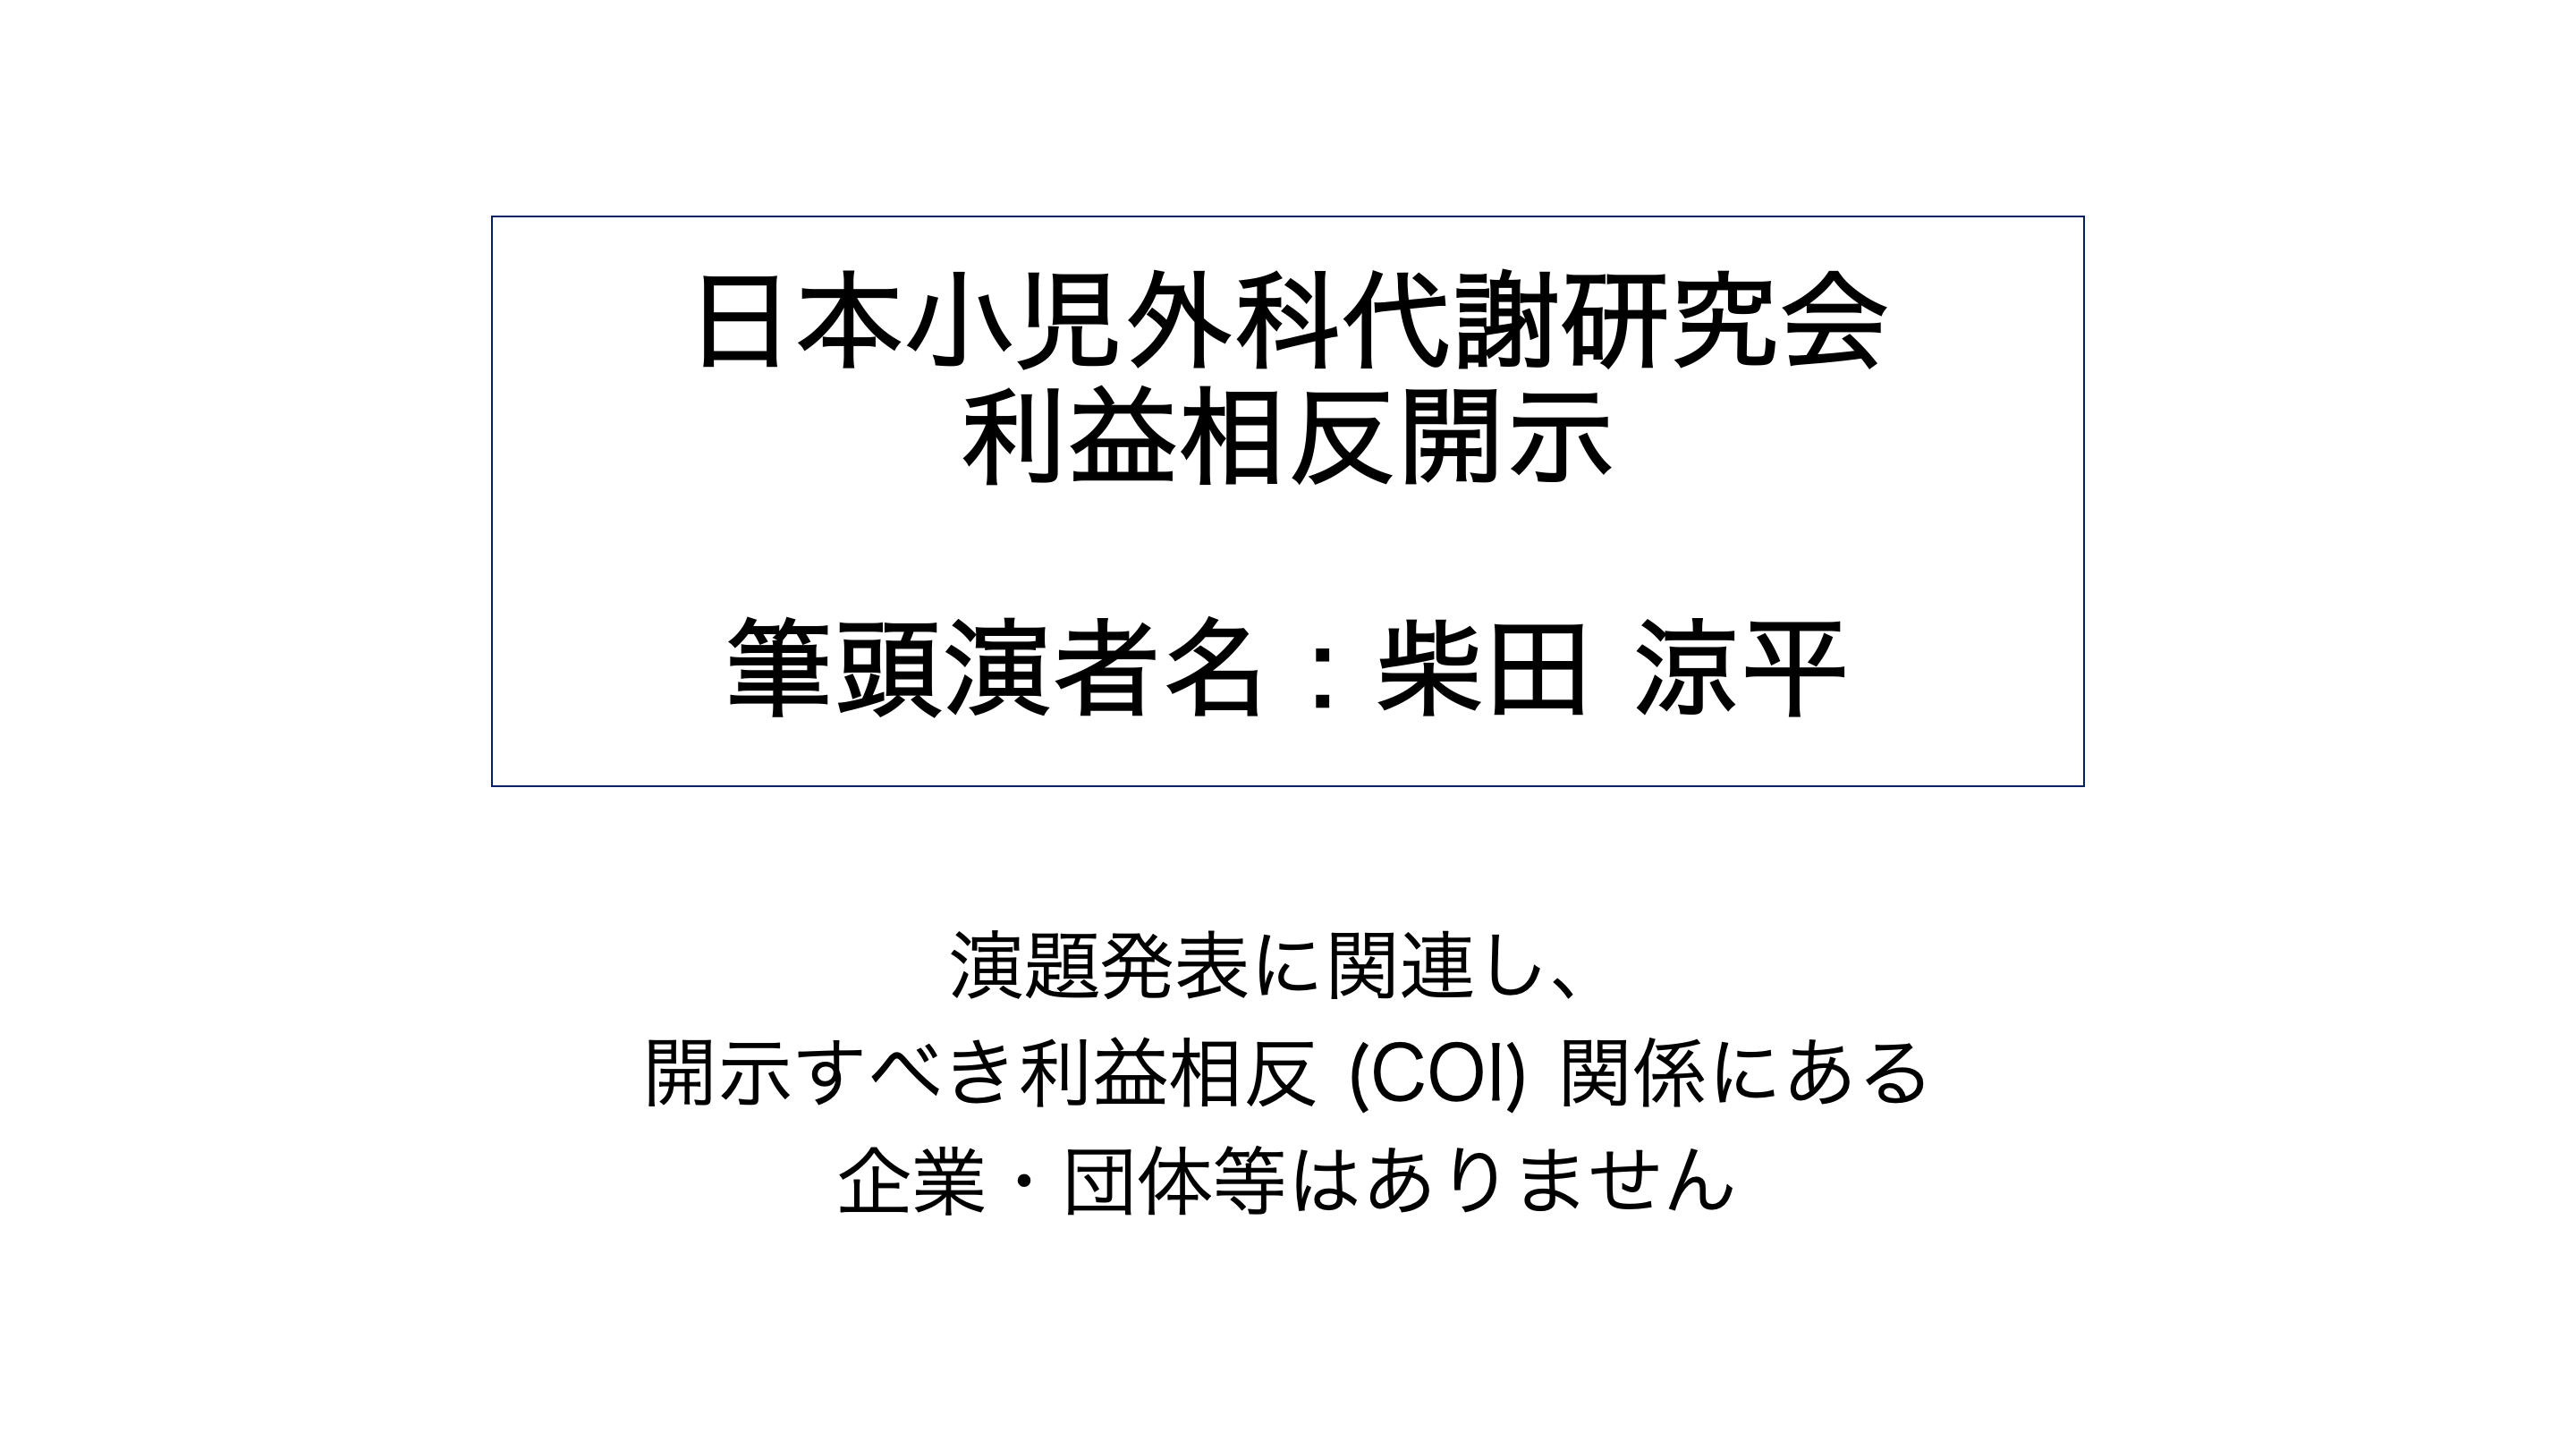 日本小児外科代謝研究会
利益相反開示
筆頭演者名：柴田 涼平
演題発表に関連し、
開示すべき利益相反 (COI) 関係にある
企業・団体等はありません